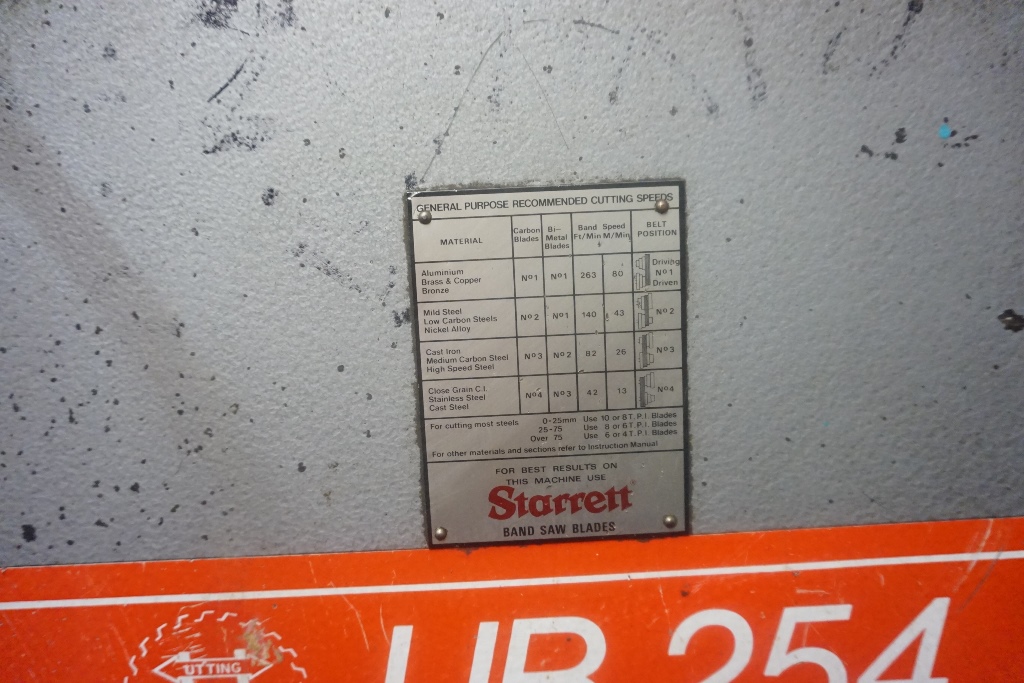 GENERAL PURPOSE RECOMMENDED CUTTING SPEEDS
MATERIAL
Carbon Blades
Bi-Metal Blades
Band Speed
Ft/Min M/Min
BELT POSITION
Aluminium
Brass & Copper
Bronze
Nº1 Nº1 263 80
Driving
Nº1
Driven
Mild Steel
Low Carbon Steels
Nickel Alloy
Nº2 Nº1 140 43 Nº2
Cast Iron
Medium Carbon Steel
High Speed Steel
Nº3 Nº2 82 26 Nº3
Close Grain C.I.
Stainless Steel
Cast Steel
Nº4 Nº3 42 13 Nº4
For cutting most steels 0-25mm Use 10 or 8 T.P.I. Blades
25-75 Use 8 or 6 T.P.I. Blades
Over 75 Use 6 or 4 T.P.I. Blades
For other materials and sections refer to Instruction Manual
FOR BEST RESULTS ON
THIS MACHINE USE
Starrett
BAND SAW BLADES
254
UTTING